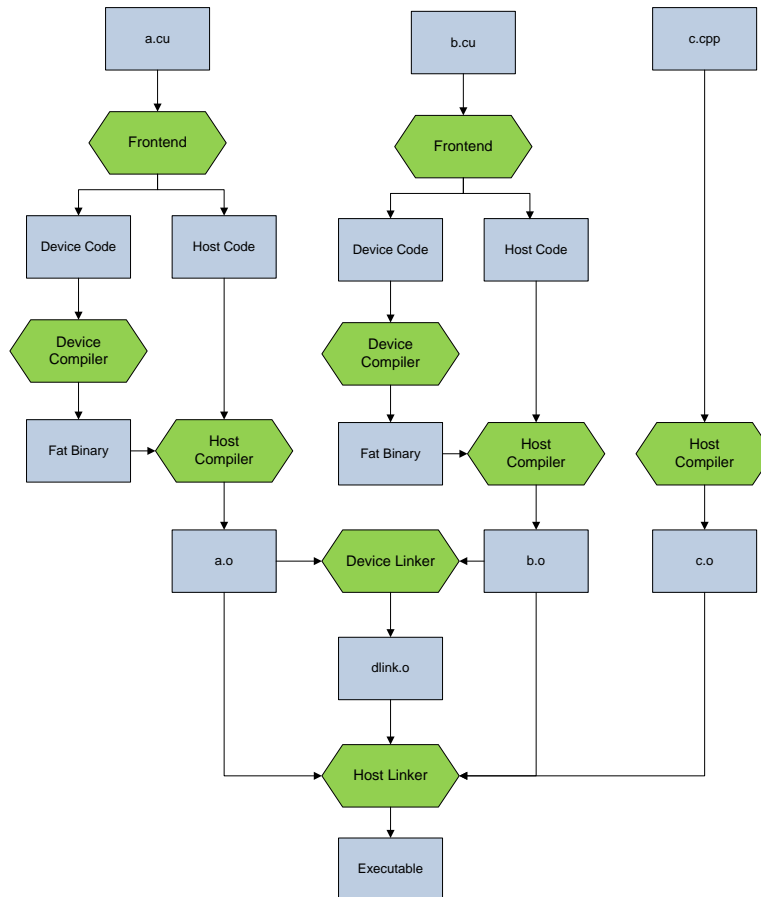 a.cu
b.cu
c.cpp
Frontend
Frontend
Device Code
Host Code
Device Code
Host Code
Device
Compiler
Device
Compiler
Fat Binary
Host
Compiler
Fat Binary
Host
Compiler
Host
Compiler
a.o
Device Linker
b.o
c.o
dlink.o
Host Linker
Executable